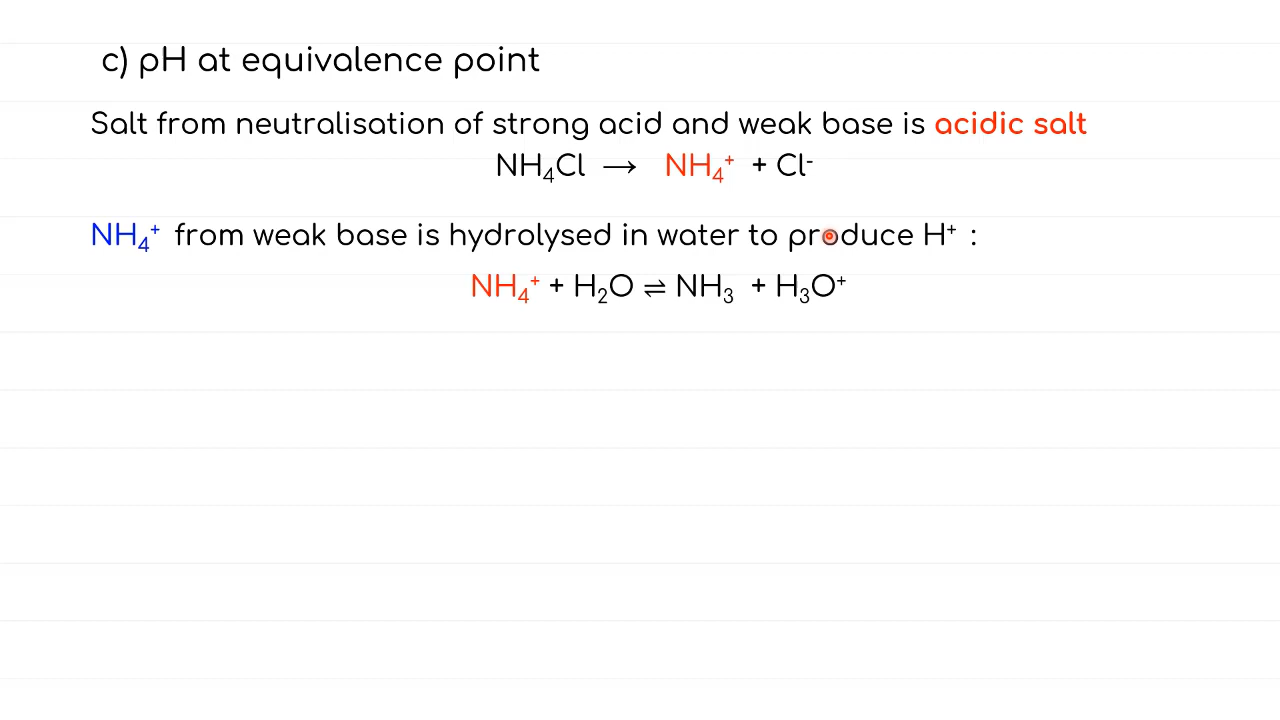 c) pH at equivalence point
Salt from neutralisation of strong acid and weak base is acidic salt
NH₄Cl → NH₄⁺ + Cl⁻
NH₄⁺ from weak base is hydrolysed in water to produce H⁺ :
NH₄⁺ + H₂O ⇌ NH₃ + H₃O⁺